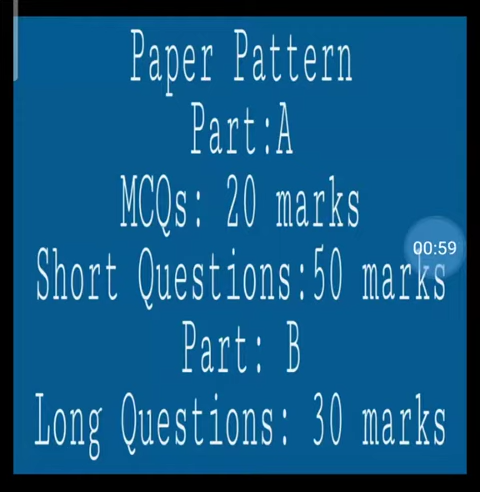 Paper Pattern
Part:A
MCQs: 20 marks
00:59
Short Questions:50 marks
Part: B
Long Questions: 30 marks